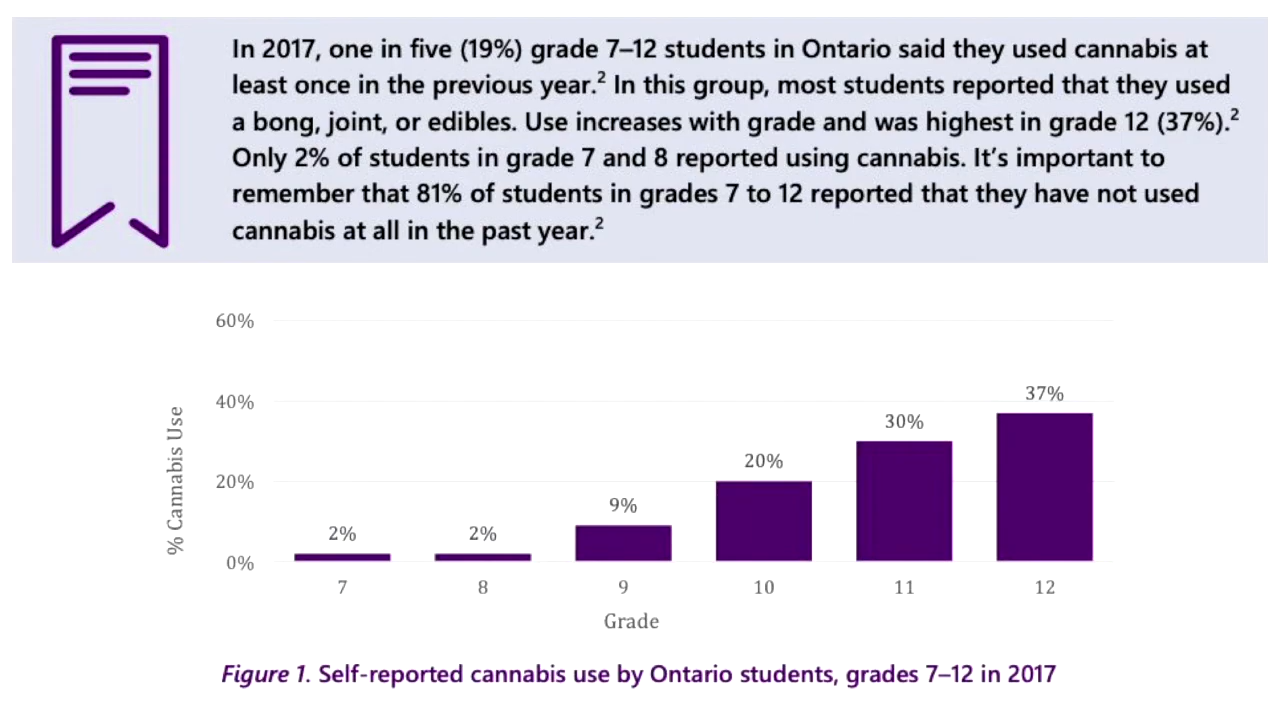 In 2017, one in five (19%) grade 7–12 students in Ontario said they used cannabis at
least once in the previous year.² In this group, most students reported that they used
a bong, joint, or edibles. Use increases with grade and was highest in grade 12 (37%).²
Only 2% of students in grade 7 and 8 reported using cannabis. It’s important to
remember that 81% of students in grades 7 to 12 reported that they have not used
cannabis at all in the past year.²
60%
40%
20%
0%
% Cannabis Use
2%
2%
9%
20%
30%
37%
7
8
9
10
11
12
Grade
Figure 1. Self-reported cannabis use by Ontario students, grades 7–12 in 2017